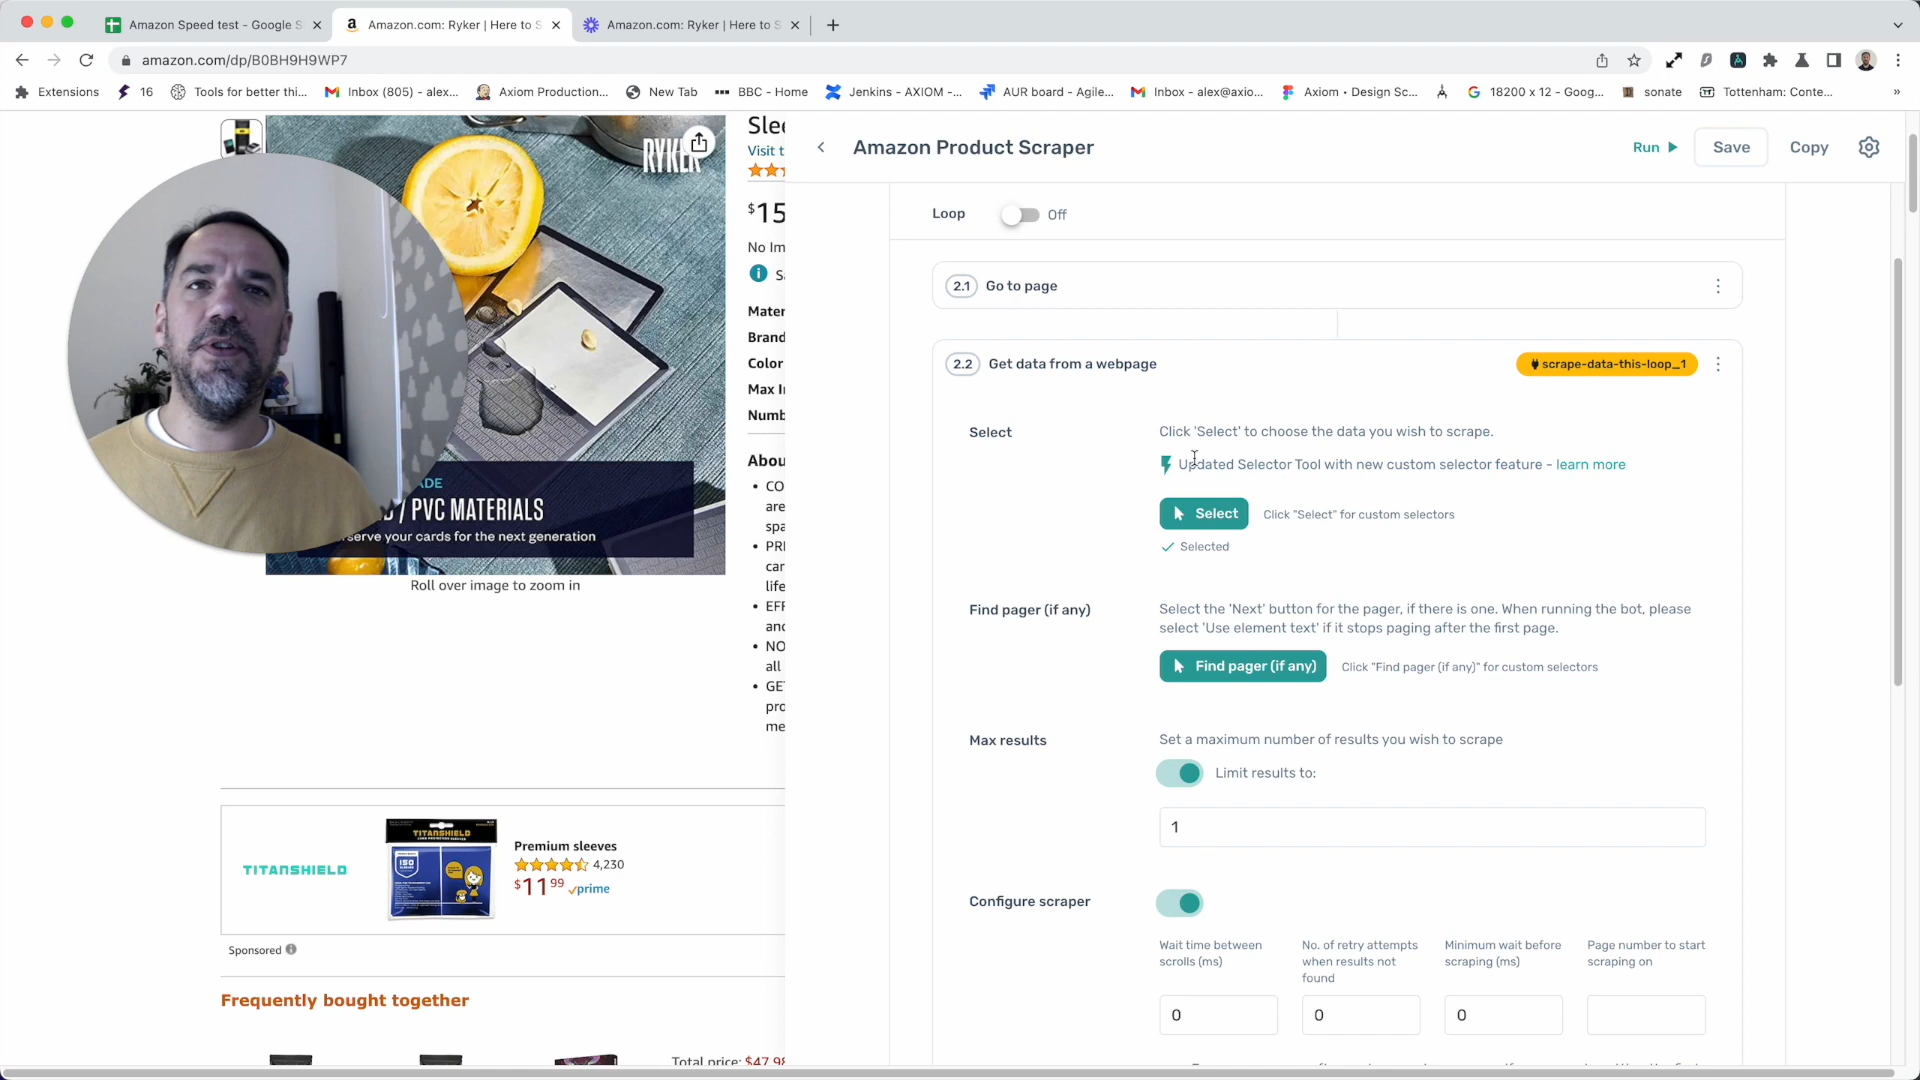 Amazon Speed test - Google S
Amazon.com: Ryker | Here to S
Amazon.com: Ryker | Here to S
amazon.com/dp/B0BH9H9WP7
Extensions
16
Tools for better thi...
Inbox (805) - alex...
Axiom Production...
New Tab
BBC - Home
Jenkins - AXIOM -...
AUR board - Agile...
Inbox - alex@axio...
Axiom • Design Sc...
18200 x 12 - Goog...
sonate
Tottenham: Conte...
»
RYKER
ADE
/ PVC MATERIALS
serve your cards for the next generation
Roll over image to zoom in
Slee
Visit t
$15
No Im
Mater
Brand
Color
Max I
Numb
Abou
• CO
are
spa
• PR
car
life
• EFF
and
• NO
all
• GET
pro
me
TITANSHIELD
TITANSHIELD
150
Premium sleeves
4,230
$11 99 prime
Sponsored
Frequently bought together
Total price: $47.98
Amazon Product Scraper
Run
Save
Copy
Loop
Off
2.1 Go to page
2.2 Get data from a webpage
scrape-data-this-loop_1
Select
Click 'Select' to choose the data you wish to scrape.
Updated Selector Tool with new custom selector feature - learn more
Select
Click "Select" for custom selectors
Selected
Find pager (if any)
Select the 'Next' button for the pager, if there is one. When running the bot, please
select 'Use element text' if it stops paging after the first page.
Find pager (if any)
Click "Find pager (if any)" for custom selectors
Max results
Set a maximum number of results you wish to scrape
Limit results to:
1
Configure scraper
Wait time between
scrolls (ms)
No. of retry attempts
when results not
found
Minimum wait before
scraping (ms)
Page number to start
scraping on
0
0
0